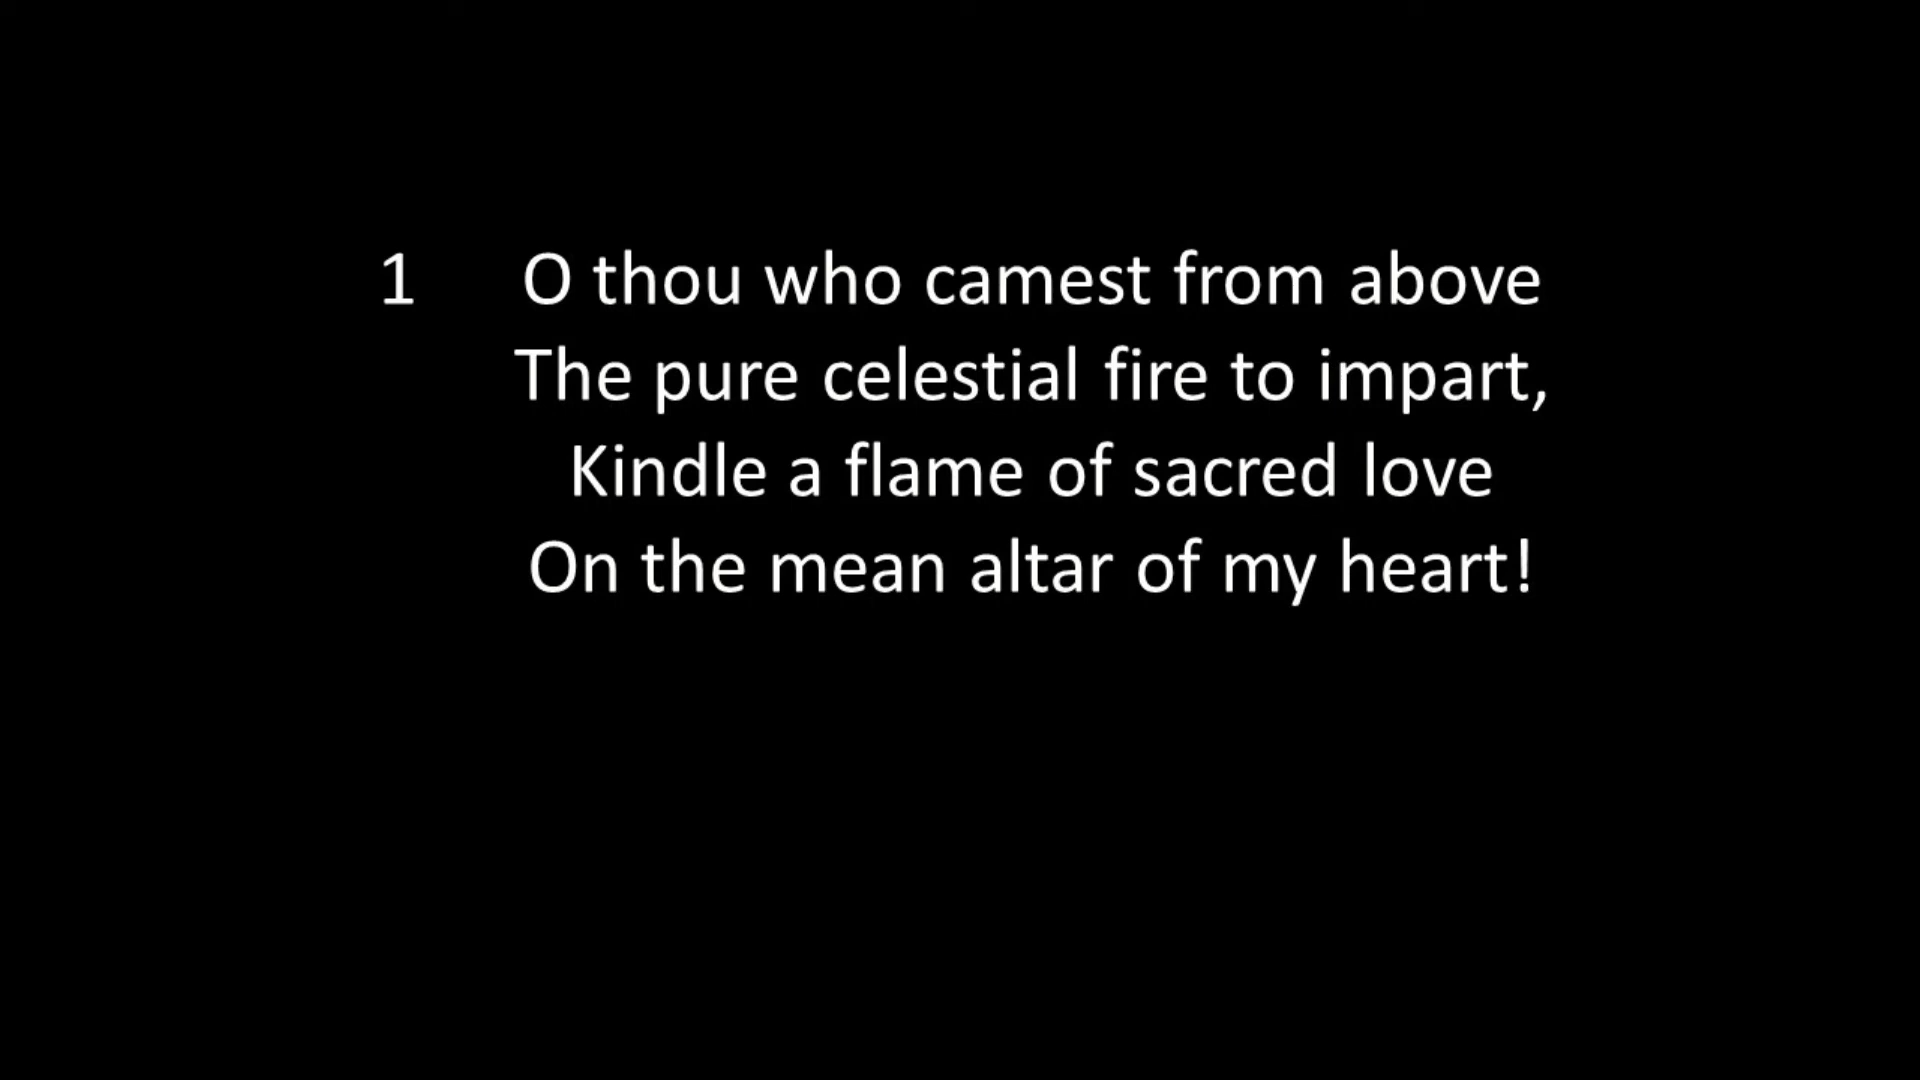 1 O thou who camest from above
The pure celestial fire to impart,
Kindle a flame of sacred love
On the mean altar of my heart!